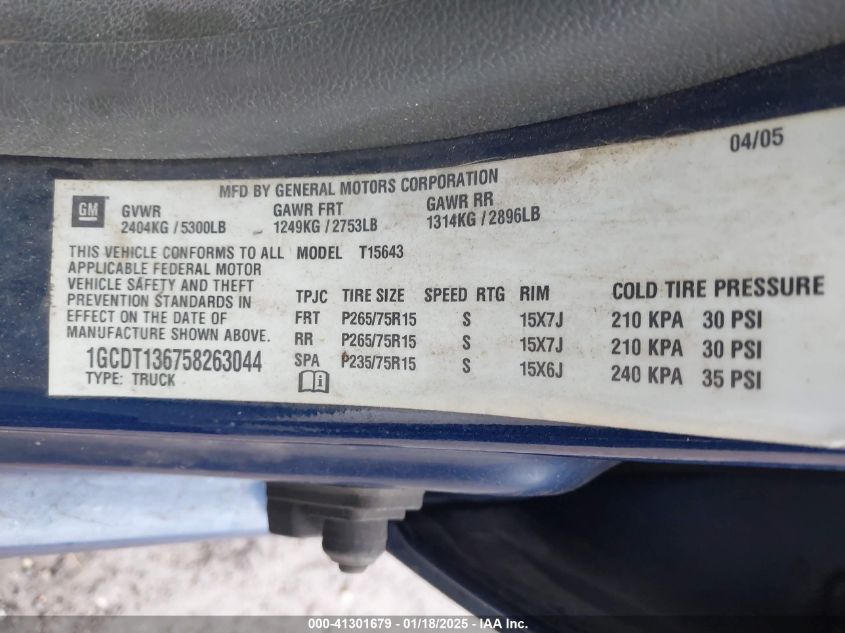 04/05
MFD BY GENERAL MOTORS CORPORATION
GM GVWR GAWR FRT GAWR RR
2404KG / 5300LB 1249KG / 2753LB 1314KG / 2896LB
THIS VEHICLE CONFORMS TO ALL MODEL T15643
APPLICABLE FEDERAL MOTOR
VEHICLE SAFETY AND THEFT
PREVENTION STANDARDS IN
EFFECT ON THE DATE OF
MANUFACTURE SHOWN ABOVE.
1GCDT136758263044
TYPE: TRUCK
TPJC TIRE SIZE SPEED RTG RIM COLD TIRE PRESSURE
FRT P265/75R15 S 15X7J 210 KPA 30 PSI
RR P265/75R15 S 15X7J 210 KPA 30 PSI
SPA P235/75R15 S 15X6J 240 KPA 35 PSI
000-41301679 - 01/18/2025 - IAA Inc.